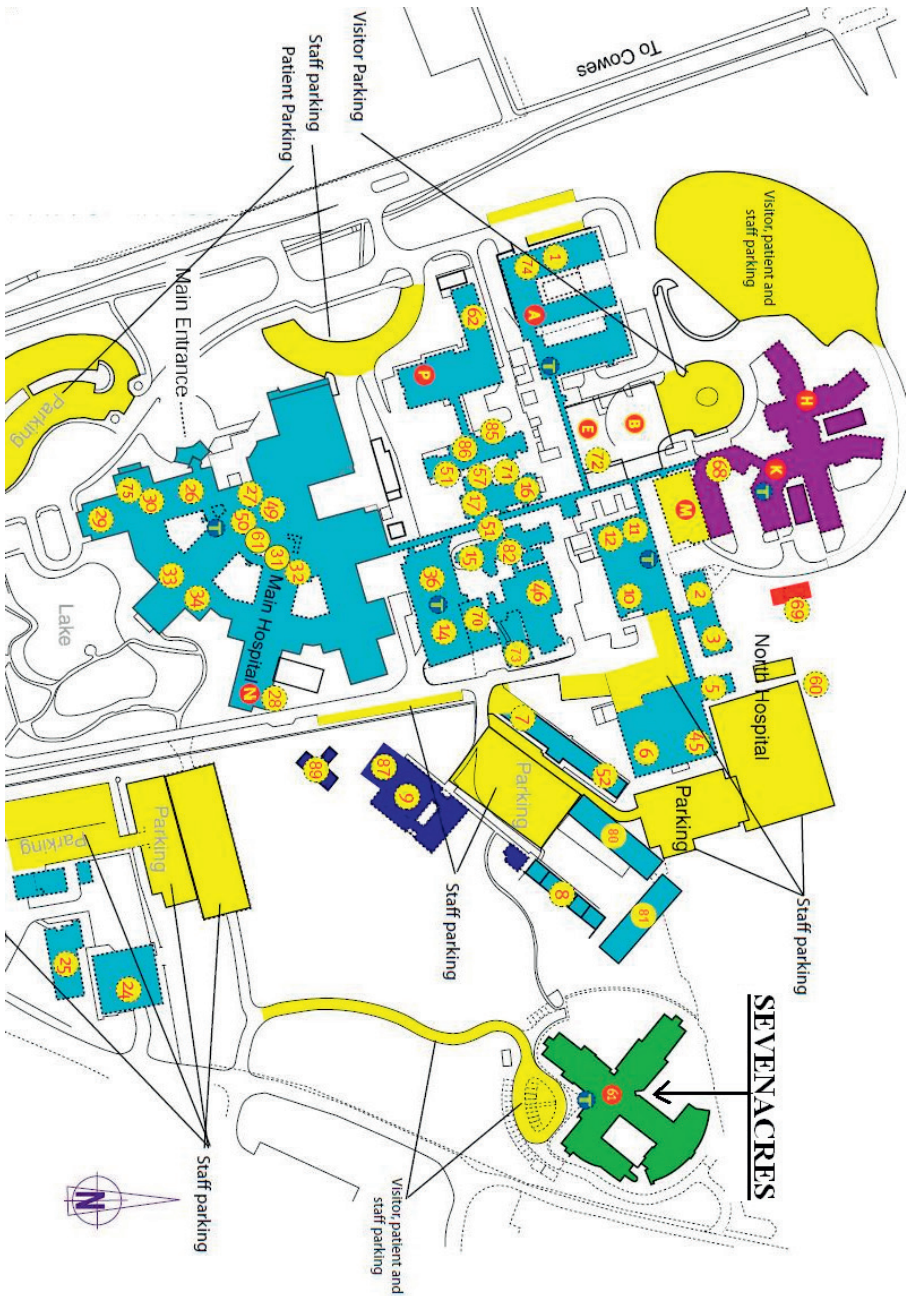 To Cowes
Visitor Parking
Staff parking
Patient Parking
Visitor, patient and
staff parking
Main Entrance
Parking
Lake
Main Hospital
North Hospital
Parking
Parking
Staff parking
Staff parking
Parking
Parking
Staff parking
Visitor, patient and
staff parking
SEVENACRES
N
1
74
A
T
62
P
H
K
T
68
B
E
72
M
85
86
51
57
71
17
16
51
15
82
46
36
T
14
70
73
11
12
T
10
2
3
5
69
60
6
45
7
52
80
81
8
87
9
89
27
49
50
61
31
32
26
T
30
75
29
33
34
N
28
25
24
61
T